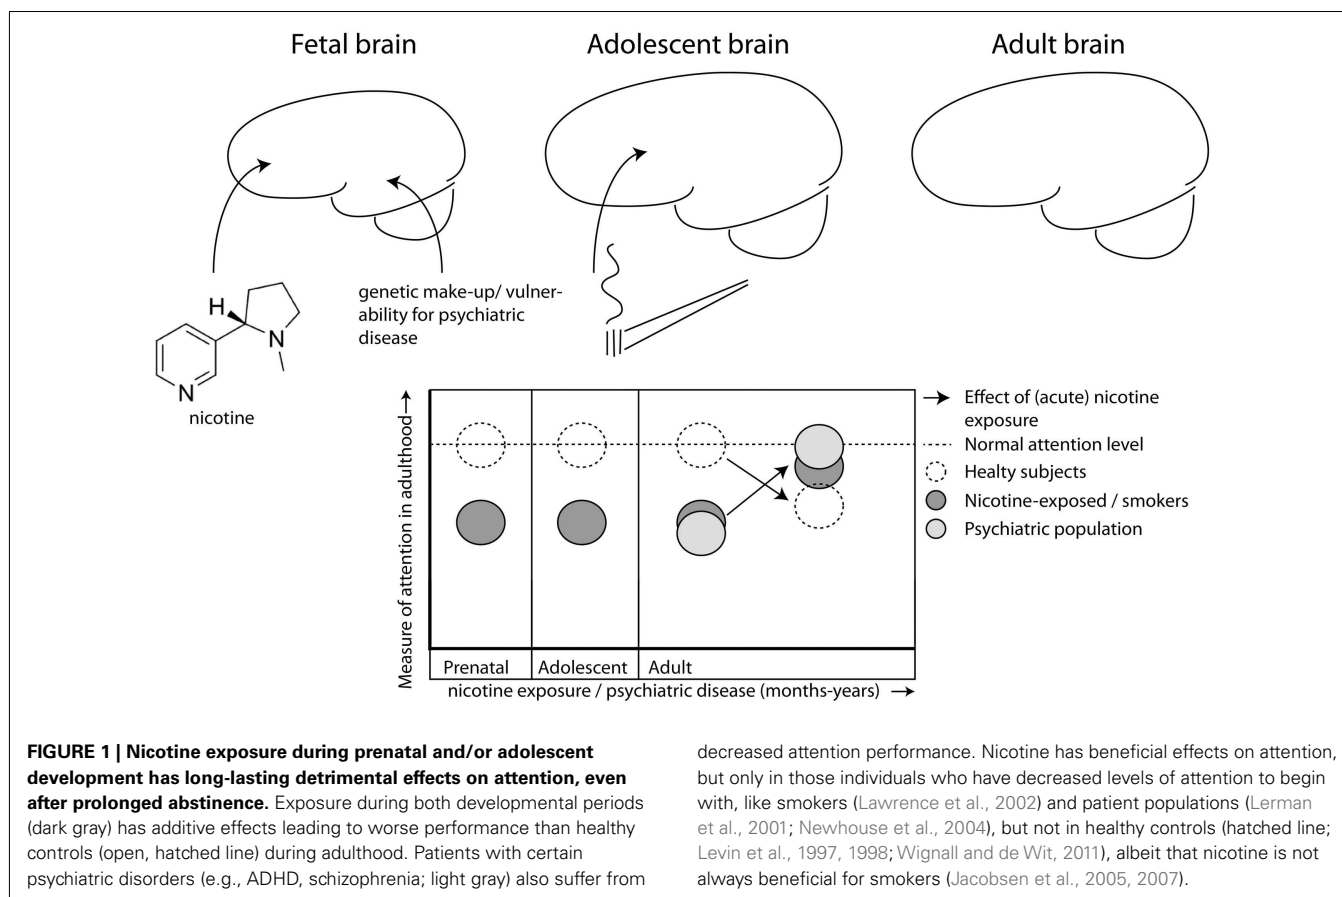 Fetal brain
Adolescent brain
Adult brain
genetic make-up/ vulner-
ability for psychiatric
disease
H
N
N
nicotine
Measure of attention in adulthood
Effect of (acute) nicotine
exposure
Normal attention level
Healty subjects
Nicotine-exposed / smokers
Psychiatric population
Prenatal
Adolescent
Adult
nicotine exposure / psychiatric disease (months-years)
FIGURE 1 | Nicotine exposure during prenatal and/or adolescent
development has long-lasting detrimental effects on attention, even
after prolonged abstinence. Exposure during both developmental periods
(dark gray) has additive effects leading to worse performance than healthy
controls (open, hatched line) during adulthood. Patients with certain
psychiatric disorders (e.g., ADHD, schizophrenia; light gray) also suffer from
decreased attention performance. Nicotine has beneficial effects on attention,
but only in those individuals who have decreased levels of attention to begin
with, like smokers (Lawrence et al., 2002) and patient populations (Lerman
et al., 2001; Newhouse et al., 2004), but not in healthy controls (hatched line;
Levin et al., 1997, 1998; Wignall and de Wit, 2011), albeit that nicotine is not
always beneficial for smokers (Jacobsen et al., 2005, 2007).